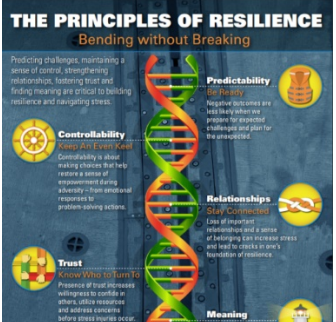 THE PRINCIPLES OF RESILIENCE
Bending without Breaking
Predicting challenges, maintaining a
sense of control, strengthening
relationships, fostering trust and
finding meaning are critical to building
resilience and navigating stress.
Predictability
Be Ready
Negative outcomes are
less likely when we
prepare for expected
challenges and plan for
the unexpected.
Controllability
Keep An Even Keel
Controllability is about
making choices that help
restore a sense of
empowerment during
adversity – from emotional
responses to
problem-solving actions.
Relationships
Stay Connected
Loss of important
relationships and a sense
of belonging can increase stress
and lead to cracks in one's
foundation of resilience.
Trust
Know Who to Turn To
Presence of trust increases
willingness to confide in
others, utilize resources
and address concerns
before stress injuries occur.
Meaning